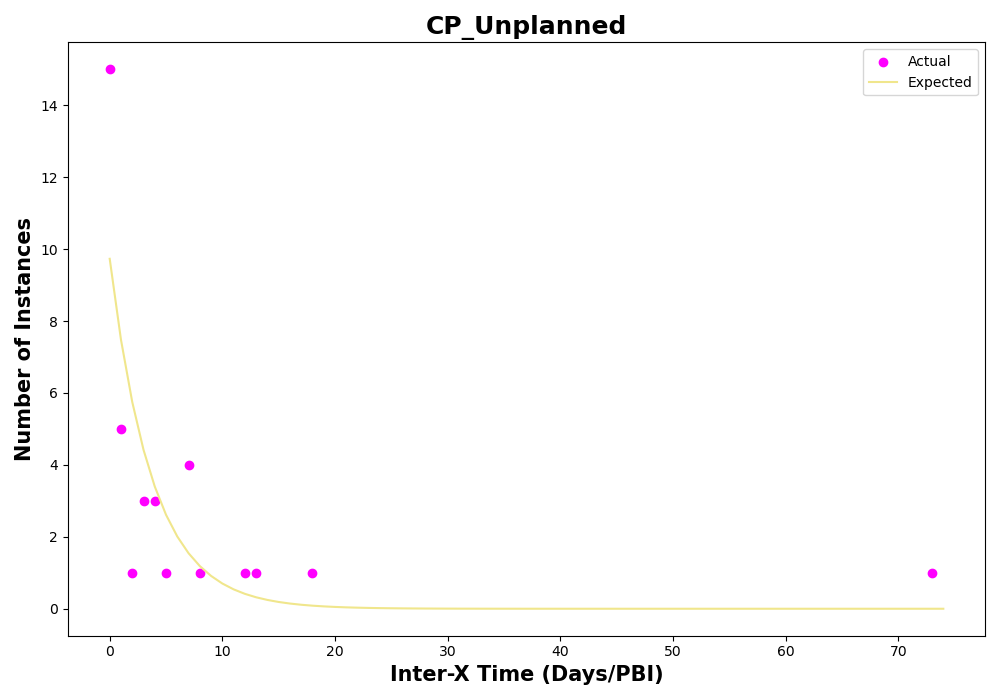 CP_Unplanned
Actual
Expected
Number of Instances
14
12
10
8
6
4
2
0
0 10 20 30 40 50 60 70
Inter-X Time (Days/PBI)